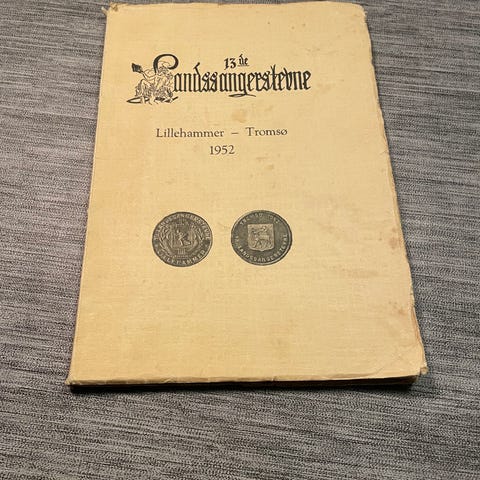 13de
Landssangerstevne
Lillehammer – Tromsø
1952